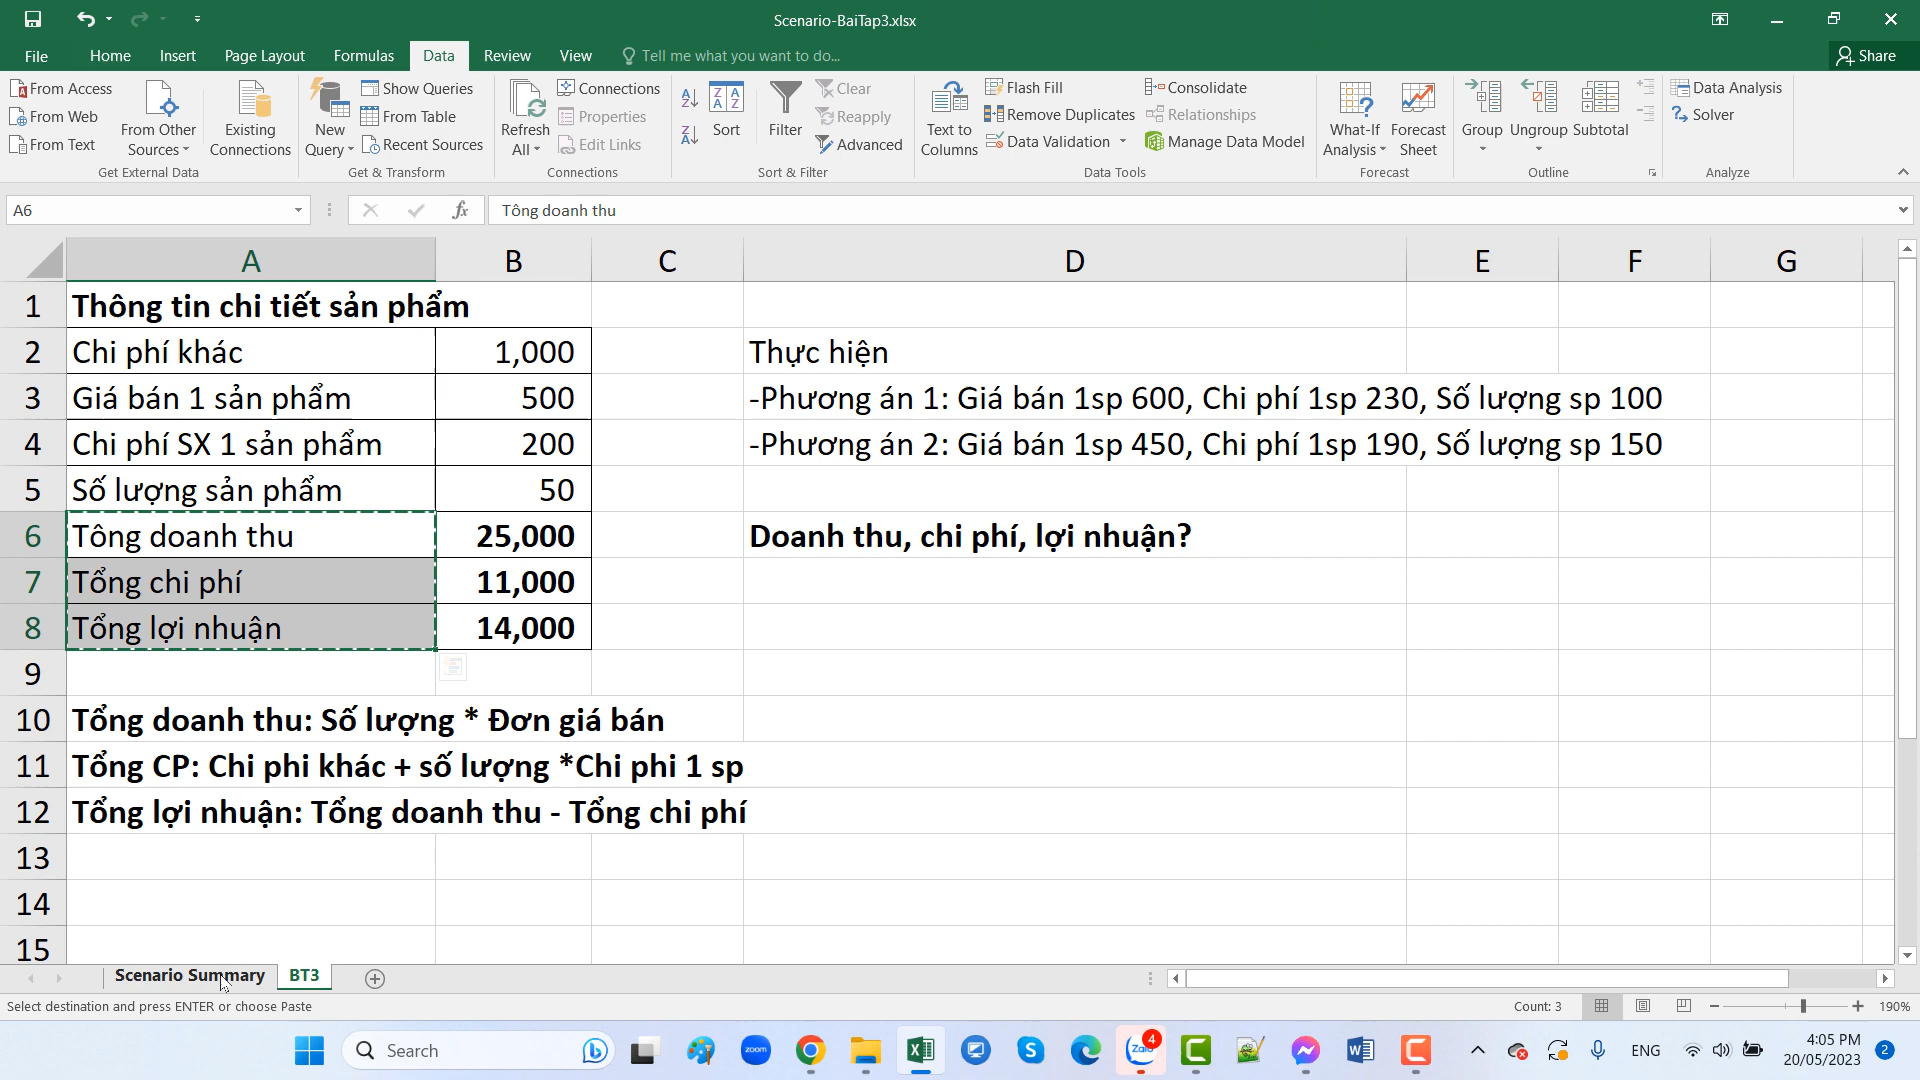 Scenario-BaiTap3.xlsx
File Home Insert Page Layout Formulas Data Review View Tell me what you want to do... Share
From Access
From Web
From Text
From Other Sources
Existing Connections
Get External Data
New Query
Show Queries
From Table
Recent Sources
Get & Transform
Refresh All
Connections
Properties
Edit Links
Connections
Sort
Filter
Clear
Reapply
Advanced
Sort & Filter
Text to Columns
Flash Fill
Remove Duplicates
Data Validation
Consolidate
Relationships
Manage Data Model
Data Tools
What-If Analysis
Forecast Sheet
Forecast
Group
Ungroup
Subtotal
Outline
Data Analysis
Solver
Analyze
A6 fx Tông doanh thu
A B C D E F G
1 Thông tin chi tiết sản phẩm
2 Chi phí khác 1,000 Thực hiện
3 Giá bán 1 sản phẩm 500 -Phương án 1: Giá bán 1sp 600, Chi phí 1sp 230, Số lượng sp 100
4 Chi phí SX 1 sản phẩm 200 -Phương án 2: Giá bán 1sp 450, Chi phí 1sp 190, Số lượng sp 150
5 Số lượng sản phẩm 50
6 Tông doanh thu 25,000 Doanh thu, chi phí, lợi nhuận?
7 Tổng chi phí 11,000
8 Tổng lợi nhuận 14,000
9
10 Tổng doanh thu: Số lượng * Đơn giá bán
11 Tổng CP: Chi phi khác + số lượng *Chi phi 1 sp
12 Tổng lợi nhuận: Tổng doanh thu - Tổng chi phí
13
14
15
Scenario Summary BT3
Select destination and press ENTER or choose Paste Count: 3 190%
Search zoom Zalo 4 ENG 4:05 PM
20/05/2023 2